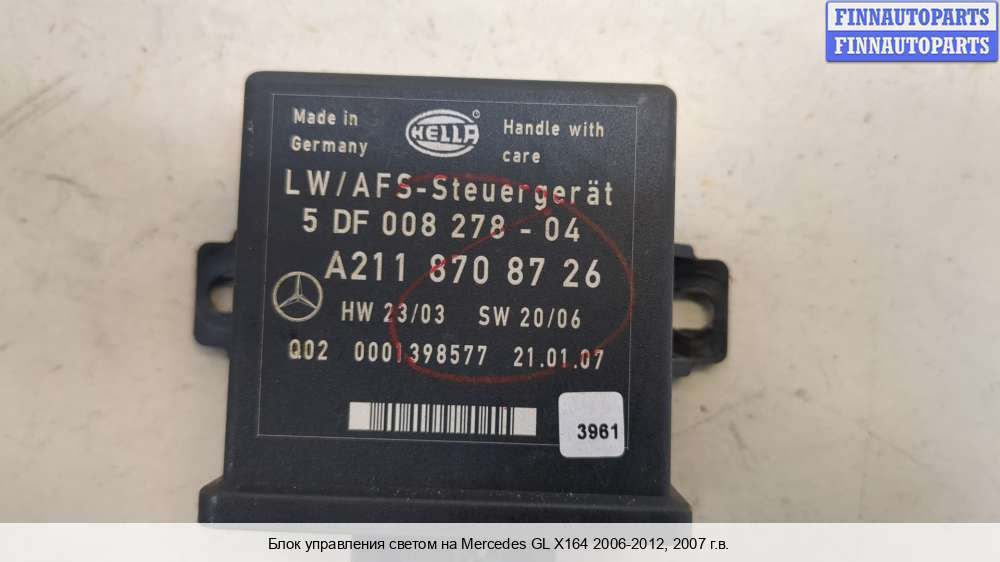 FINNAUTOPARTS
FINNAUTOPARTS
Made in
Germany
HELLA
Handle with
care
LW/AFS-Steuergerät
5 DF 008 278 - 04
A211 870 87 26
HW 23/03 SW 20/06
Q02 0001398577 21.01.07
3961
Блок управления светом на Mercedes GL X164 2006-2012, 2007 г.в.